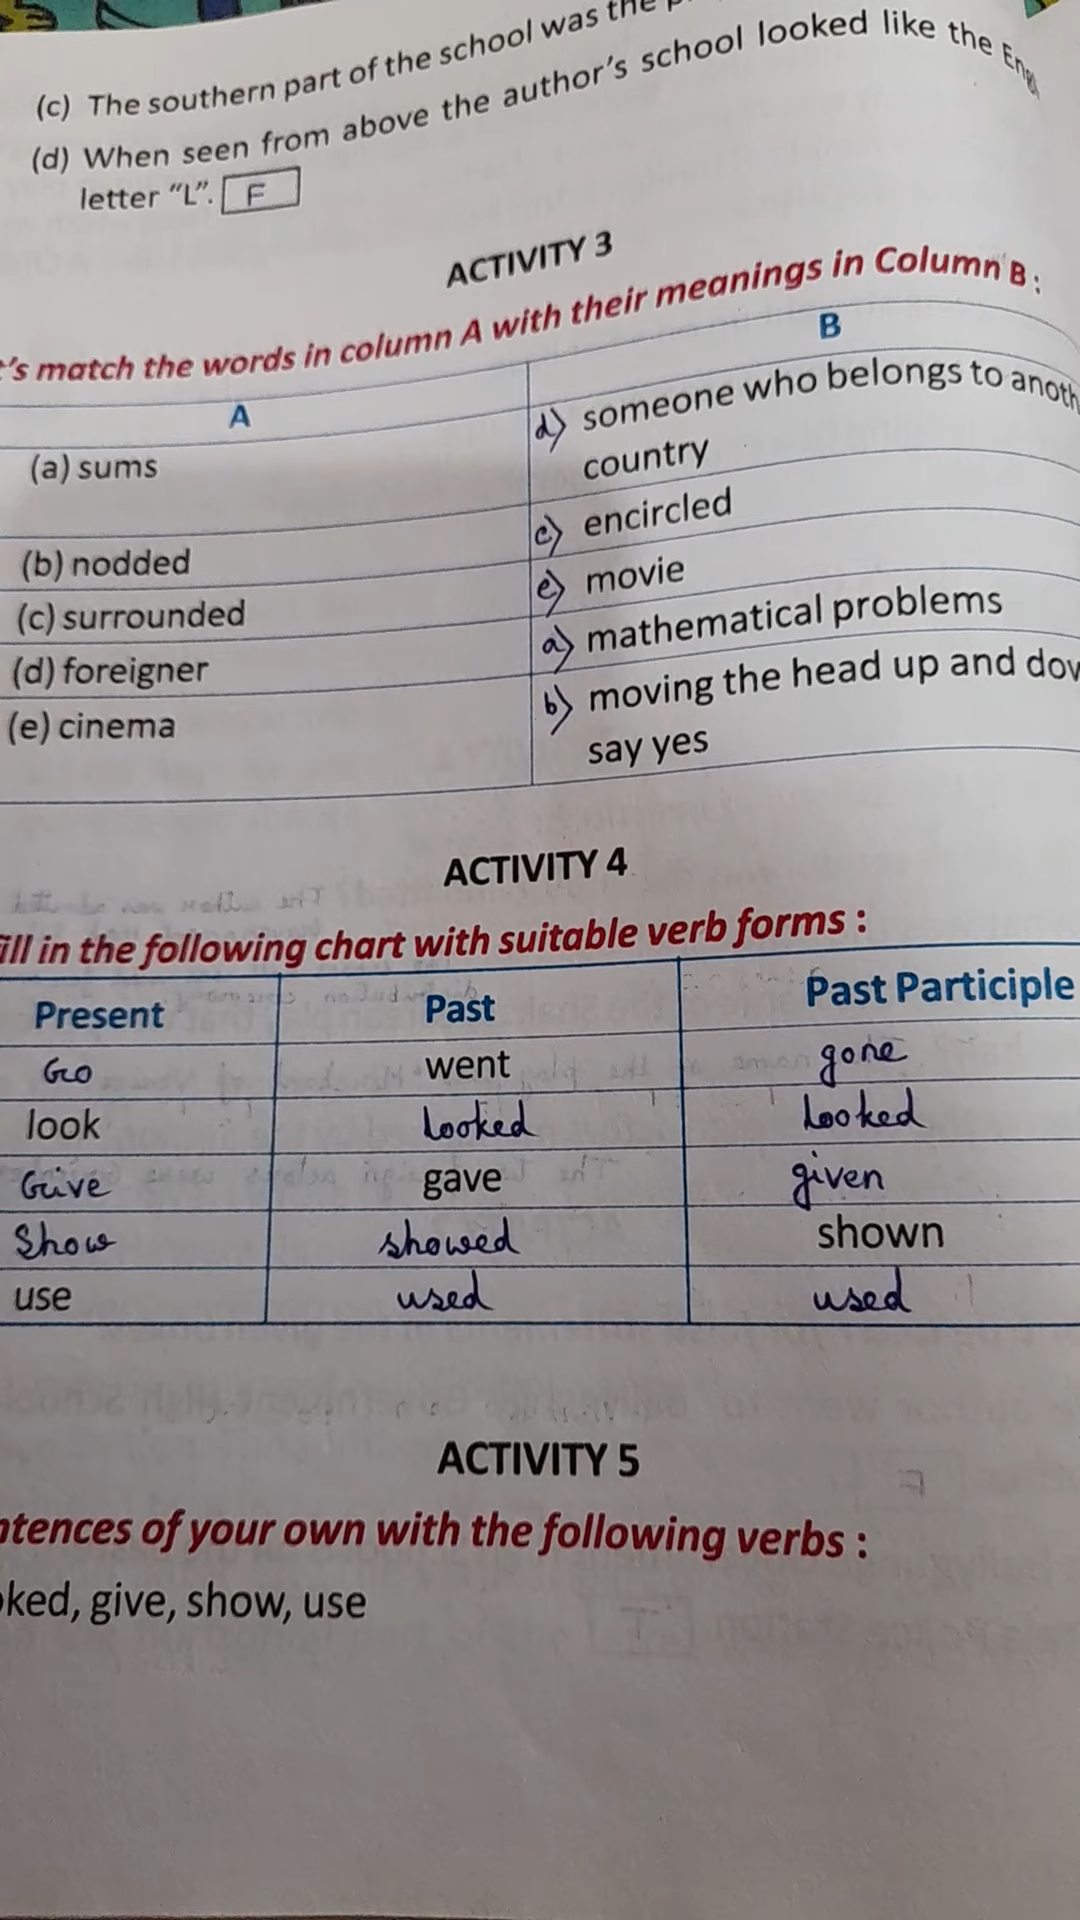 (c) The southern part of the school was the
(d) When seen from above the author's school looked like the
letter "L". F
ACTIVITY 3
's match the words in column A with their meanings in Column B :
A
B
(a) sums
d) someone who belongs to
country
(b) nodded
c) encircled
(c) surrounded
e) movie
(d) foreigner
a) mathematical problems
(e) cinema
b) moving the head up and
say yes
ACTIVITY 4
ill in the following chart with suitable verb forms :
Present Past Past Participle
Go went gone
look Looked Looked
Give gave given
Show showed shown
use used used
ACTIVITY 5
ntences of your own with the following verbs :
ked, give, show, use